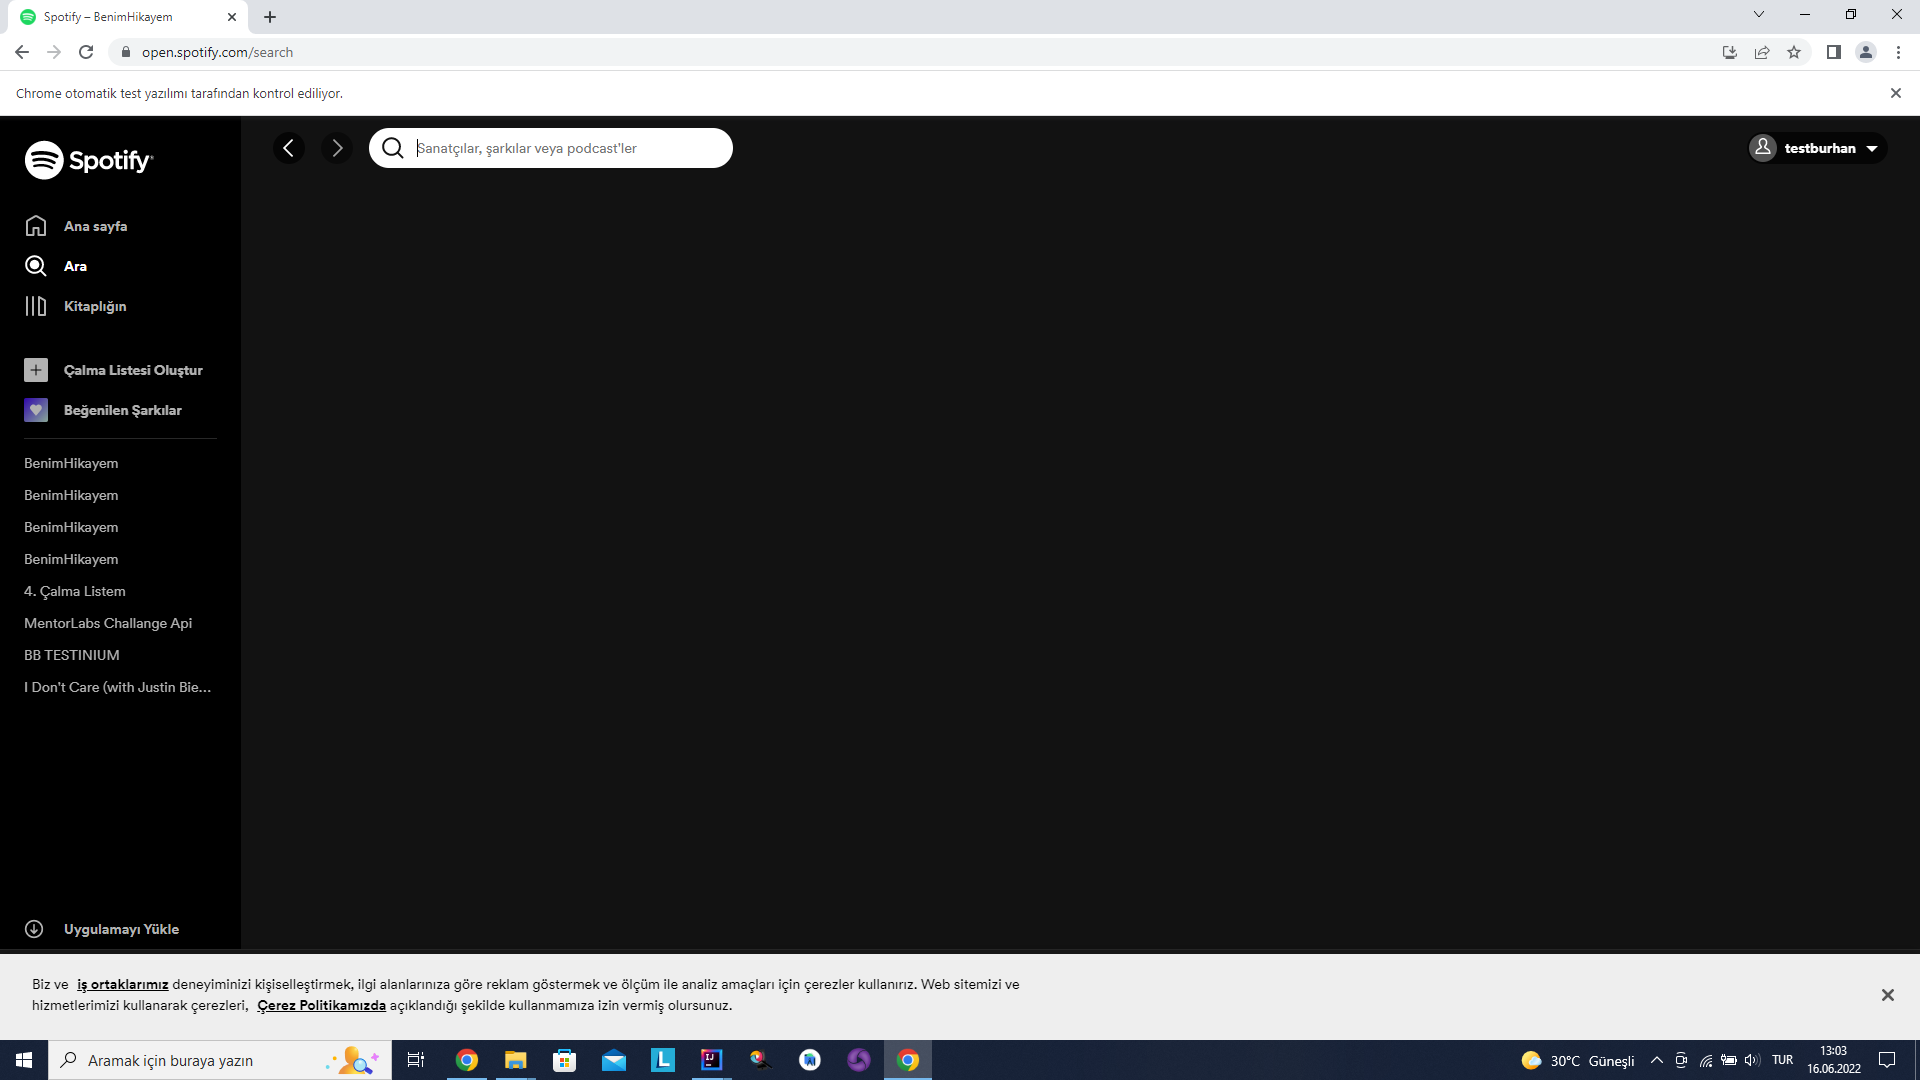 Spotify – BenimHikayem
open.spotify.com/search
Chrome otomatik test yazılımı tarafından kontrol ediliyor.
Spotify
Sanatçılar, şarkılar veya podcast'ler
testburhan
Ana sayfa
Ara
Kitaplığın
Çalma Listesi Oluştur
Beğenilen Şarkılar
BenimHikayem
BenimHikayem
BenimHikayem
BenimHikayem
4. Çalma Listem
MentorLabs Challange Api
BB TESTINIUM
I Don't Care (with Justin Bie...
Uygulamayı Yükle
Biz ve iş ortaklarımız deneyiminizi kişiselleştirmek, ilgi alanlarınıza göre reklam göstermek ve ölçüm ile analiz amaçları için çerezler kullanırız. Web sitemizi ve
hizmetlerimizi kullanarak çerezleri, Çerez Politikamızda açıklandığı şekilde kullanmamıza izin vermiş olursunuz.
Aramak için buraya yazın
L
IJ
30°C Güneşli
TUR
13:03
16.06.2022